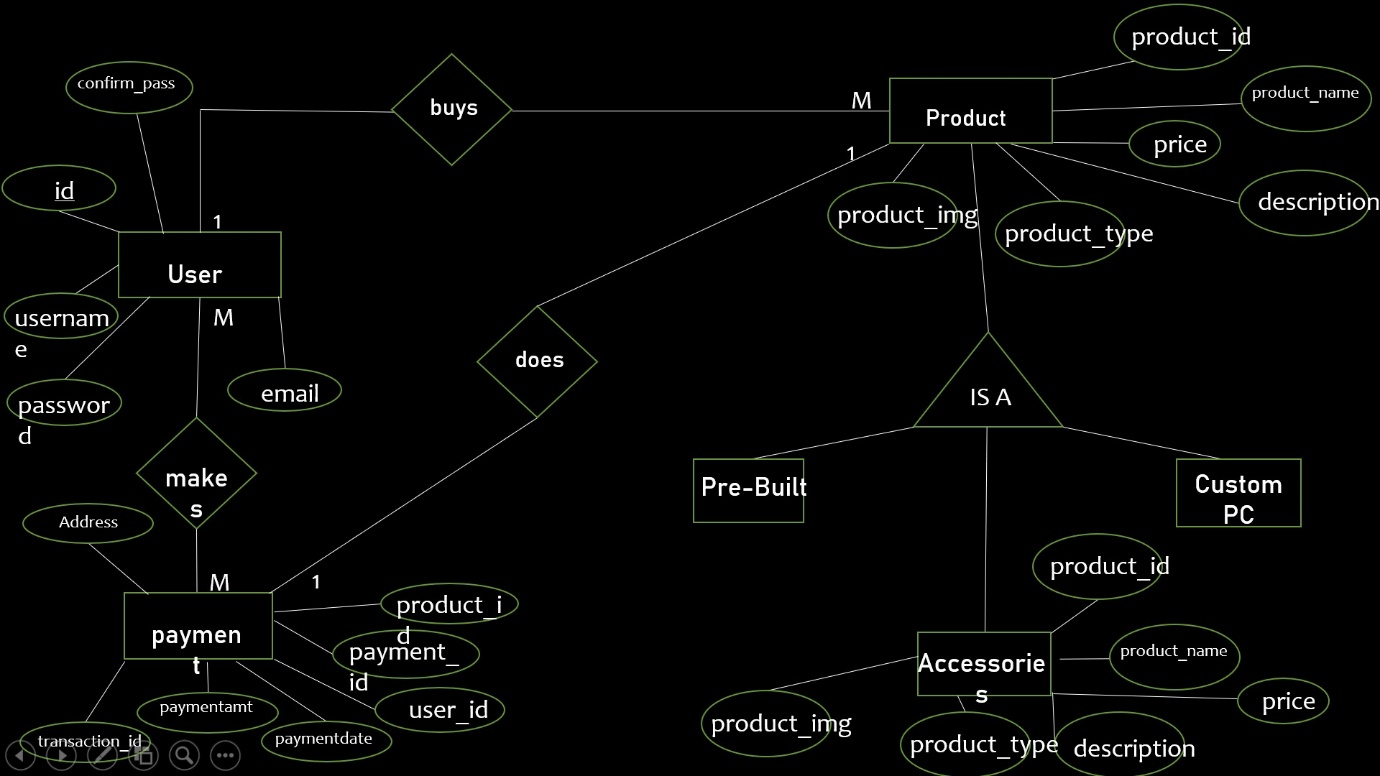 product_id
confirm_pass
buys
M
Product
product_name
price
1
id
product_img
product_type
description
1
User
M
usernam
e
email
passwor
d
does
IS A
make
s
Pre-Built
Custom
PC
Address
M
1
product_i
d
payment_
id
user_id
paymen
t
paymentamt
paymentdate
transaction_id
product_id
Accessorie
s
product_name
price
product_img
product_type
description